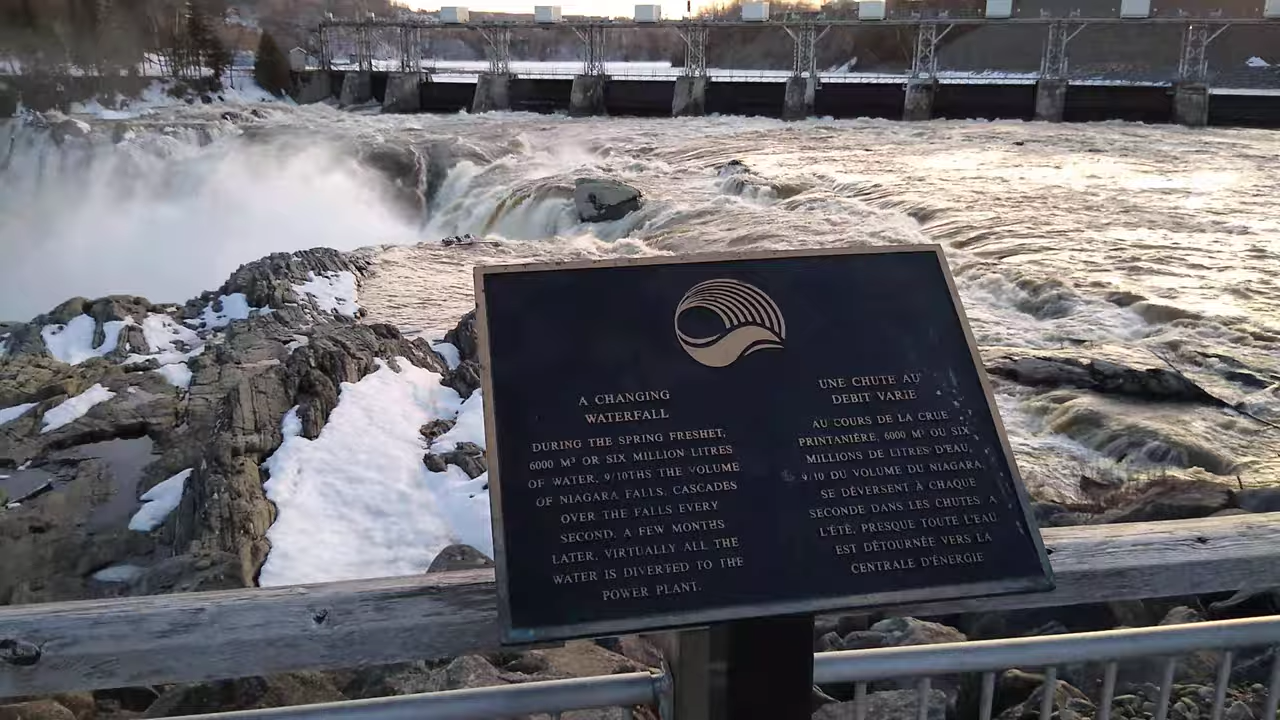 A CHANGING
WATERFALL
DURING THE SPRING FRESHET,
6000 M³ OR SIX MILLION LITRES
OF WATER, 9/10THS THE VOLUME
OF NIAGARA FALLS, CASCADES
OVER THE FALLS EVERY
SECOND. A FEW MONTHS
LATER, VIRTUALLY ALL THE
WATER IS DIVERTED TO THE
POWER PLANT.
UNE CHUTE AU
DEBIT VARIE
AU COURS DE LA CRUE
PRINTANIÈRE, 6000 M³ OU SIX
MILLIONS DE LITRES D'EAU,
9/10 DU VOLUME DU NIAGARA,
SE DÉVERSENT À CHAQUE
SECONDE DANS LES CHUTES À
L'ÉTÉ, PRESQUE TOUTE L'EAU
EST DÉTOURNÉE VERS LA
CENTRALE D'ÉNERGIE